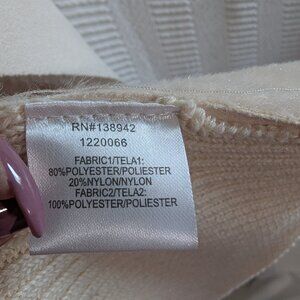 RN#138942
1220066
FABRIC1/TELA1:
80%POLYESTER/POLIESTER
20%NYLON/NYLON
FABRIC2/TELA2:
100%POLYESTER/POLIESTER